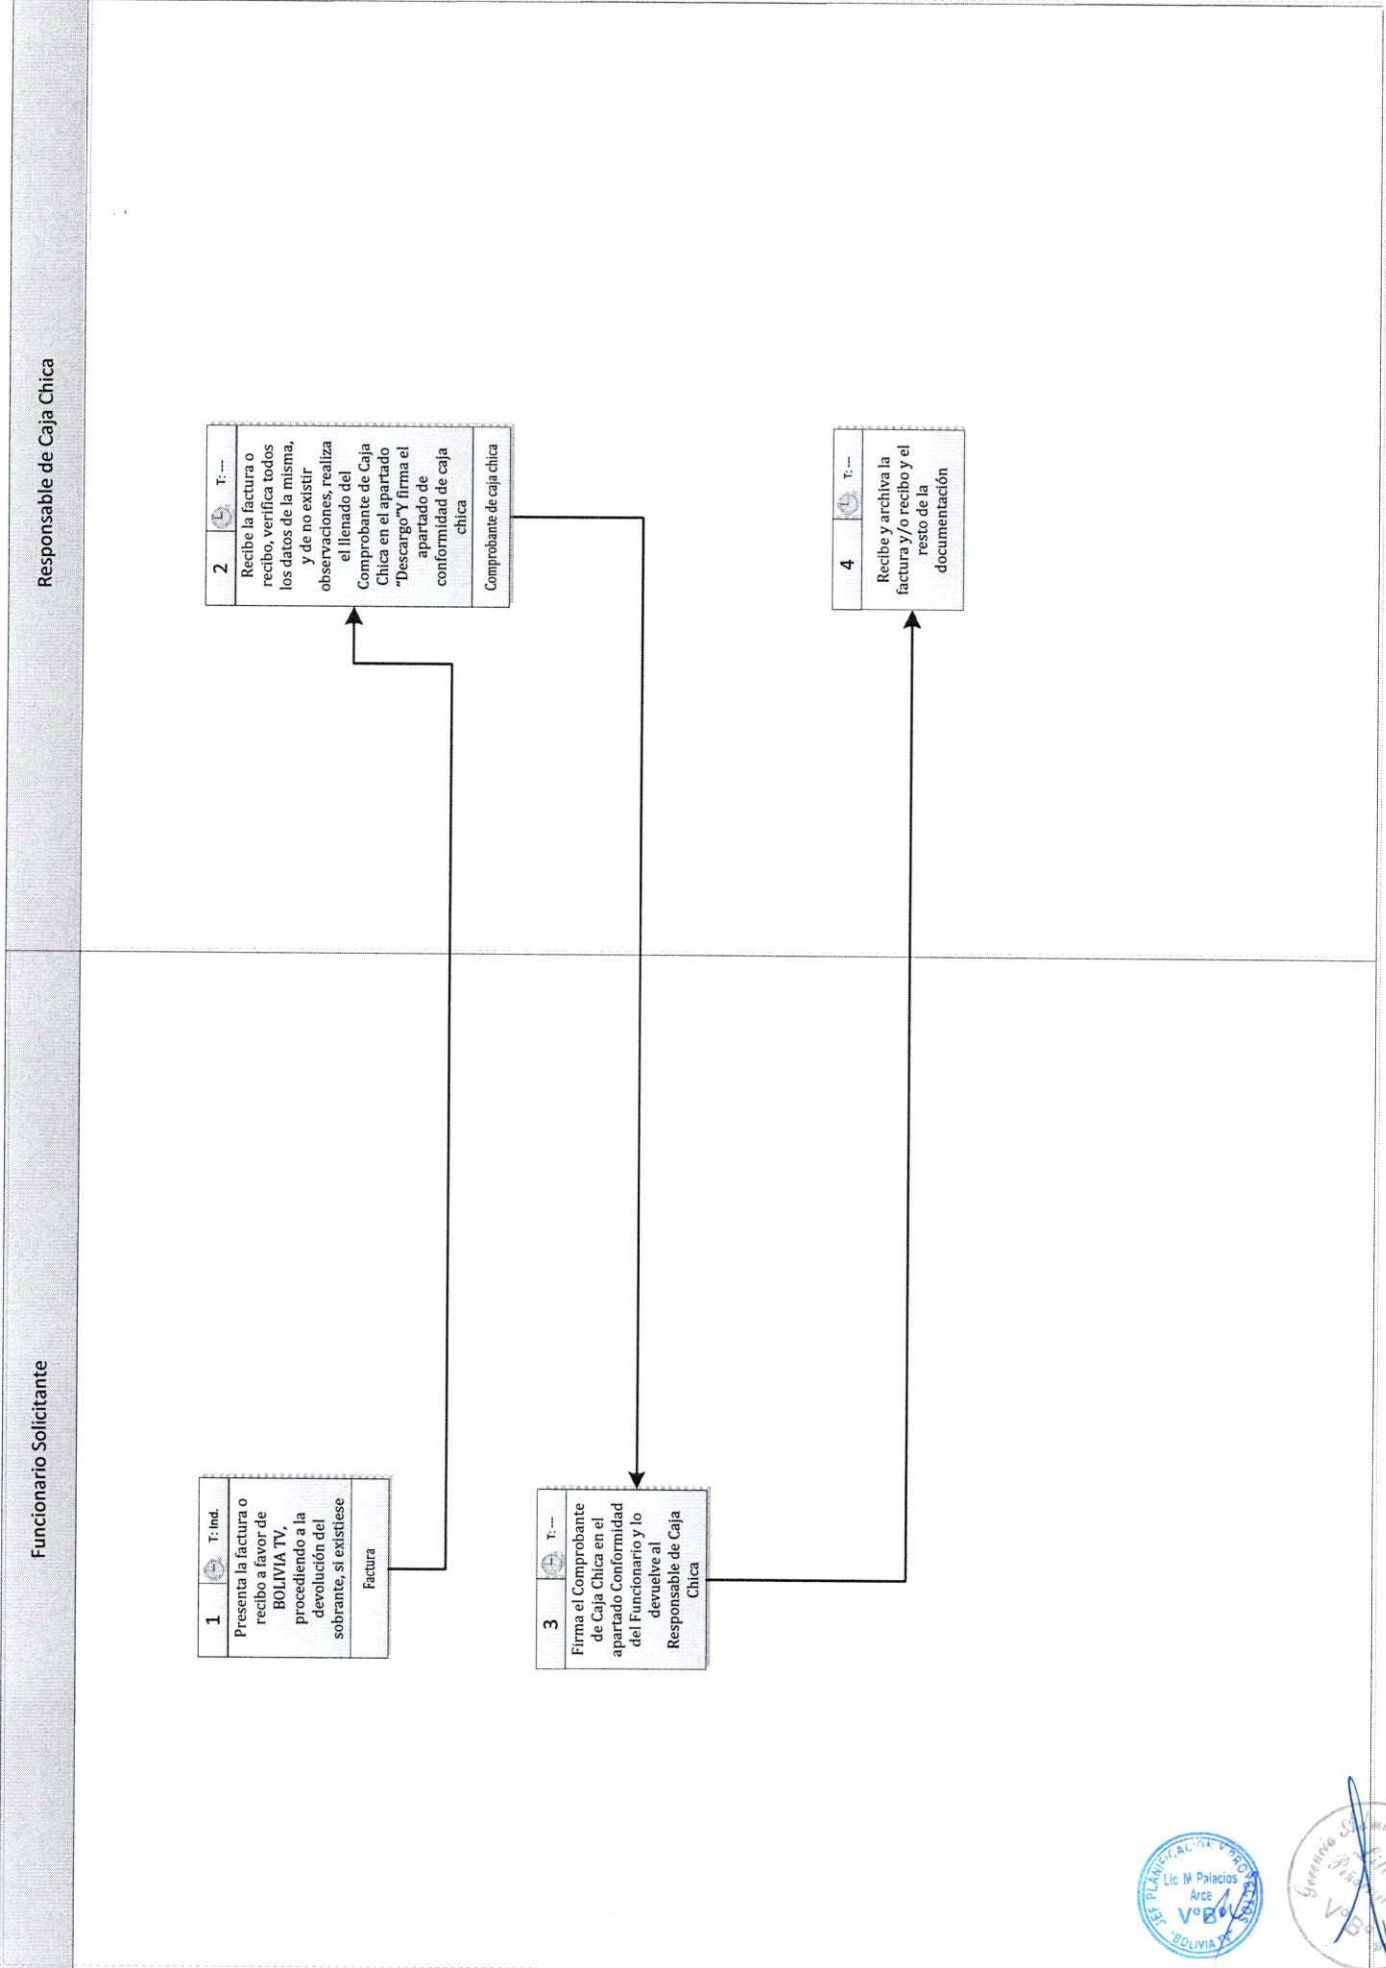 Funcionario Solicitante
Responsable de Caja Chica
1 T: Ind.
Presenta la factura o
recibo a favor de
BOLIVIA TV,
procediendo a la
devolución del
sobrante, si existiese
Factura
2 T: ---
Recibe la factura o
recibo, verifica todos
los datos de la misma,
y de no existir
observaciones, realiza
el llenado del
Comprobante de Caja
Chica en el apartado
"Descargo"Y firma el
apartado de
conformidad de caja
chica
Comprobante de caja chica
3 T: ---
Firma el Comprobante
de Caja Chica en el
apartado Conformidad
del Funcionario y lo
devuelve al
Responsable de Caja
Chica
4 T: ---
Recibe y archiva la
factura y/o recibo y el
resto de la
documentación
JEF PLANIFICACION Y PROYECTOS
Lic M Palacios
Arce
V°B°
"BOLIVIA TV"
Gerencia
V°B°